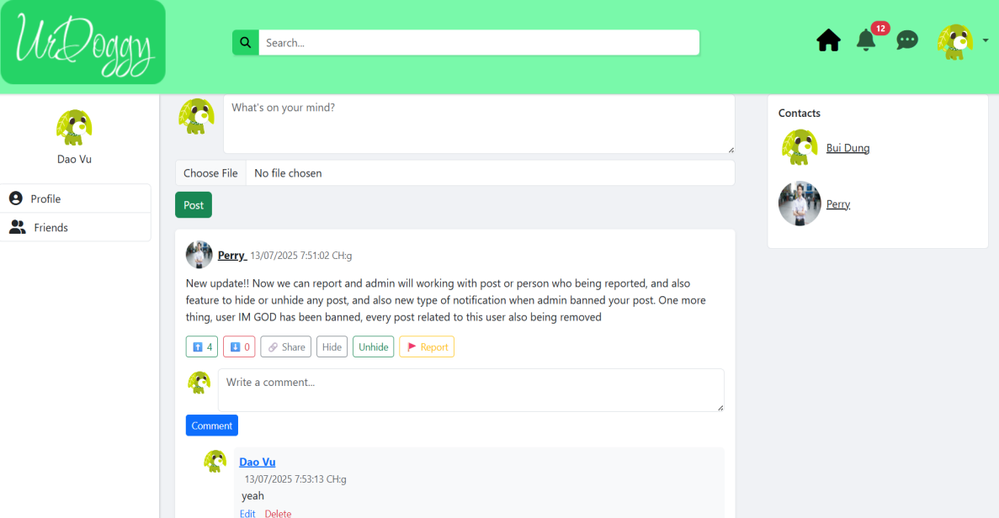 UrDoggy
Search...
12
Dao Vu
Profile
Friends
What's on your mind?
Choose File No file chosen
Post
Perry 13/07/2025 7:51:02 CH:g
New update!! Now we can report and admin will working with post or person who being reported, and also
feature to hide or unhide any post, and also new type of notification when admin banned your post. One more
thing, user IM GOD has been banned, every post related to this user also being removed
4 0 Share Hide Unhide Report
Write a comment...
Comment
Dao Vu
13/07/2025 7:53:13 CH:g
yeah
Edit Delete
Contacts
Bui Dung
Perry